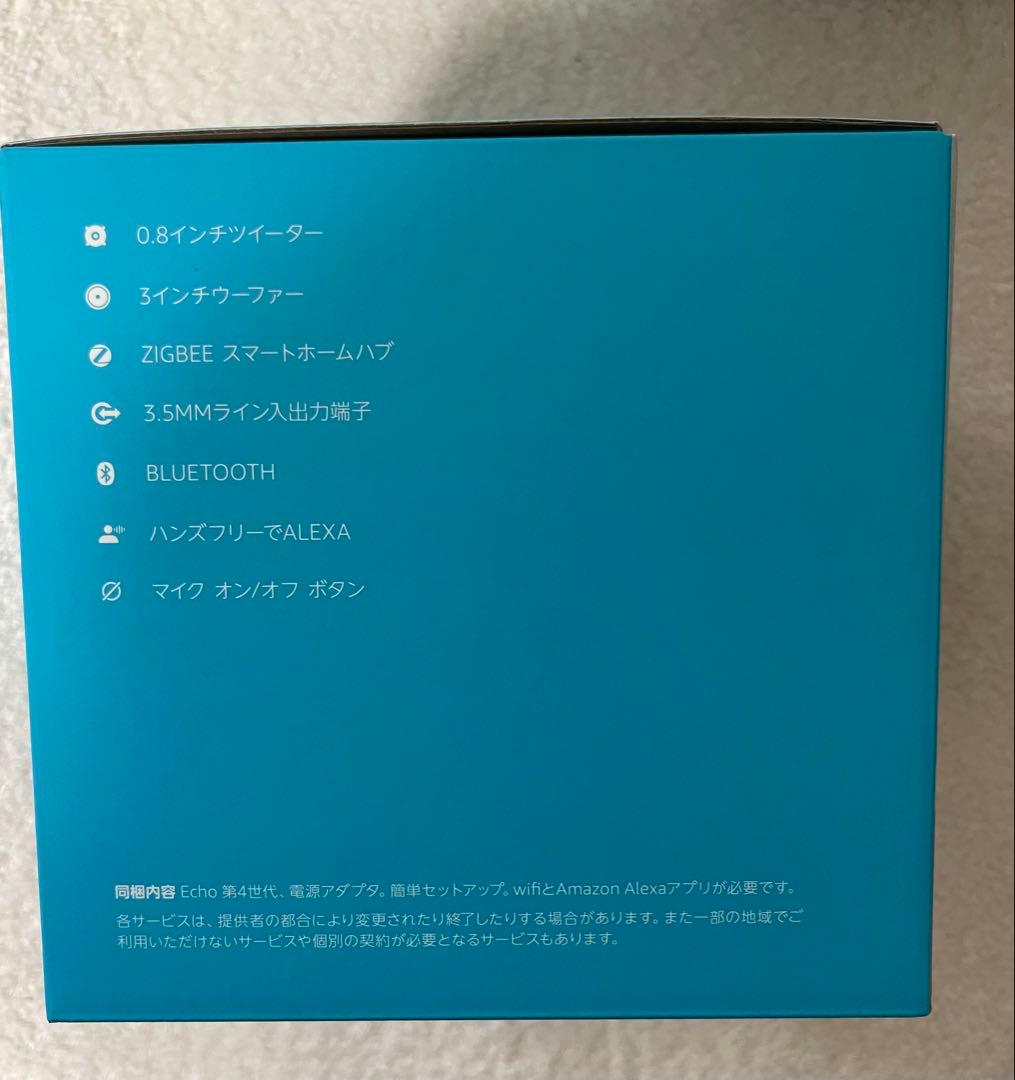 0.8インチツイーター
3インチウーファー
ZIGBEE スマートホームハブ
3.5MMライン入出力端子
BLUETOOTH
ハンズフリーでALEXA
マイク オン/オフ ボタン
同梱内容 Echo 第4世代、電源アダプタ。簡単セットアップ。wifiとAmazon Alexaアプリが必要です。
各サービスは、提供者の都合により変更されたり終了したりする場合があります。また一部の地域でご
利用いただけないサービスや個別の契約が必要となるサービスもあります。